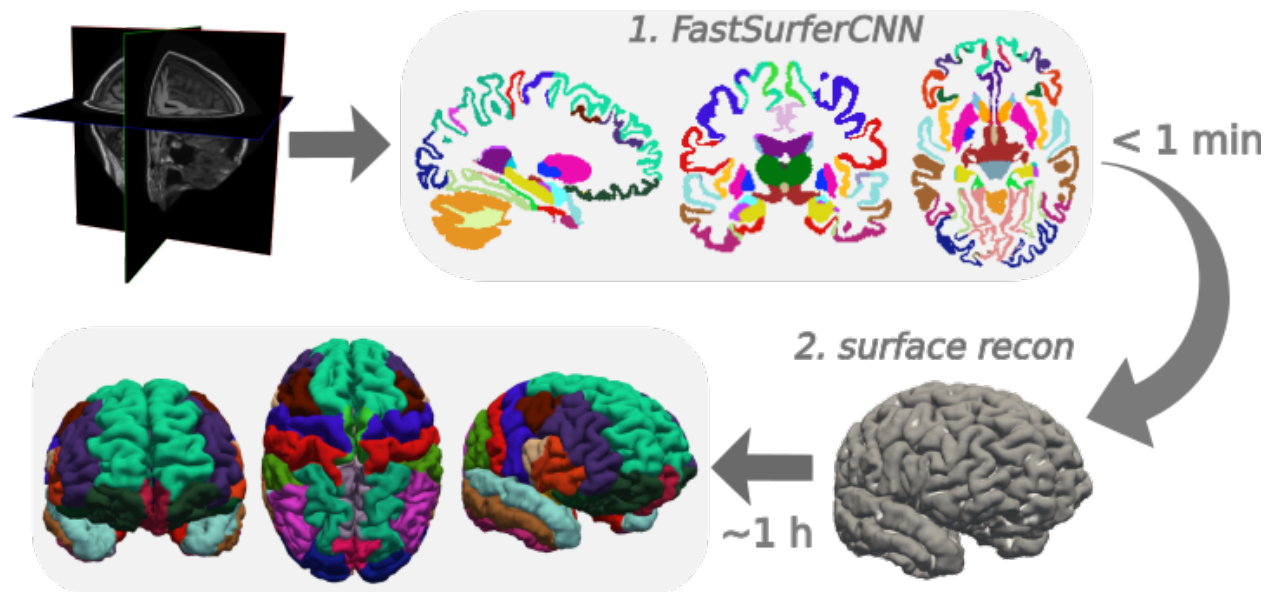 1. FastSurferCNN
< 1 min
2. surface recon
~1 h